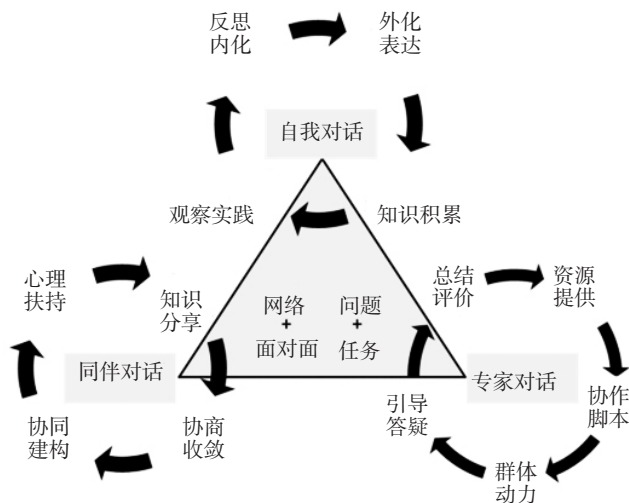 反思
内化
外化
表达
自我对话
观察实践
知识积累
心理
扶持
知识
分享
网络
+
面对面
问题
+
任务
总结
评价
资源
提供
同伴对话
专家对话
协同
建构
协商
收敛
引导
答疑
协作
脚本
群体
动力